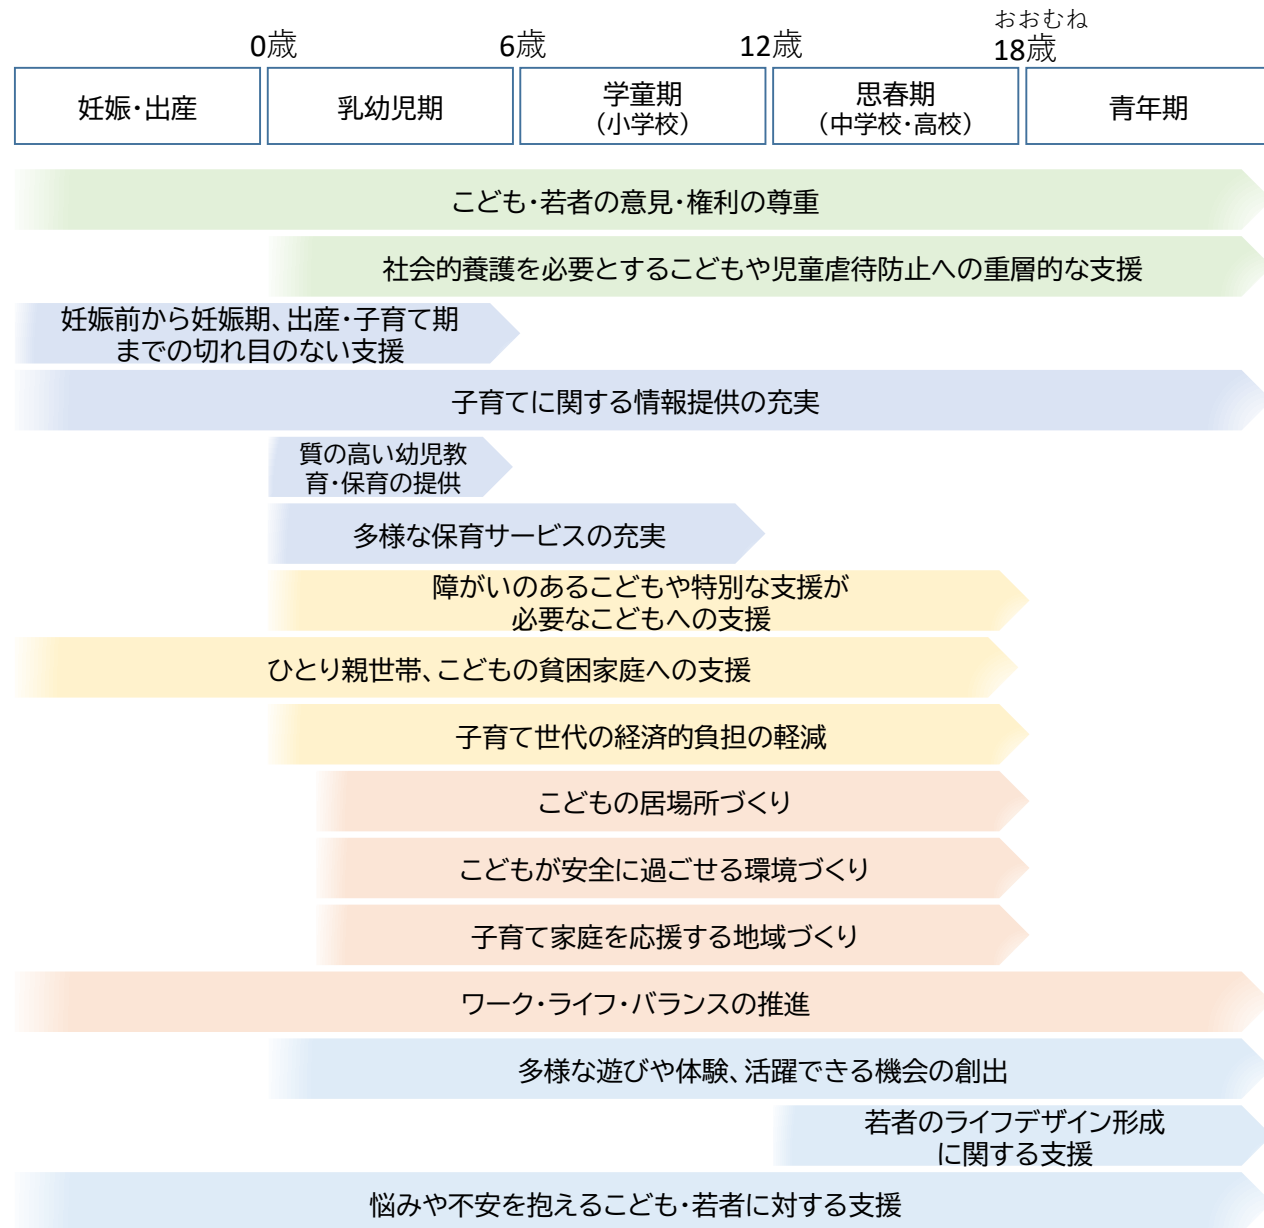 0歳
6歳
12歳
おおむね
18歳
妊娠・出産
乳幼児期
学童期
（小学校）
思春期
（中学校・高校）
青年期
こども・若者の意見・権利の尊重
社会的養護を必要とするこどもや児童虐待防止への重層的な支援
妊娠前から妊娠期、出産・子育て期
までの切れ目のない支援
子育てに関する情報提供の充実
質の高い幼児教
育・保育の提供
多様な保育サービスの充実
障がいのあるこどもや特別な支援が
必要なこどもへの支援
ひとり親世帯、こどもの貧困家庭への支援
子育て世代の経済的負担の軽減
こどもの居場所づくり
こどもが安全に過ごせる環境づくり
子育て家庭を応援する地域づくり
ワーク・ライフ・バランスの推進
多様な遊びや体験、活躍できる機会の創出
若者のライフデザイン形成
に関する支援
悩みや不安を抱えるこども・若者に対する支援